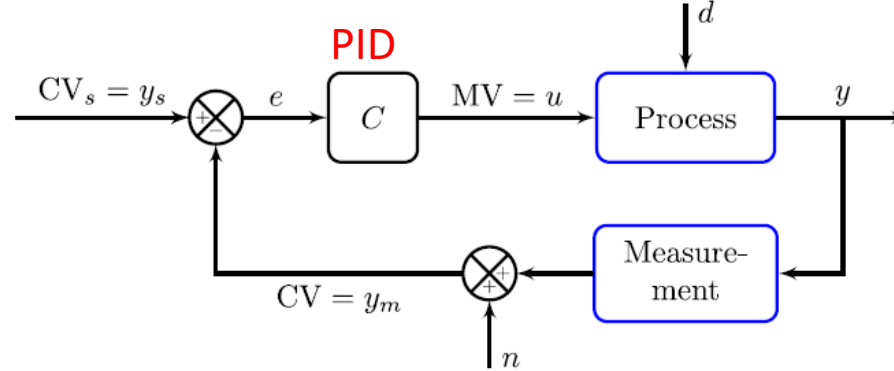 d
PID
CVₛ = yₛ
e
C
MV = u
Process
y
+
−
Measure-
ment
+
+
CV = yₘ
n